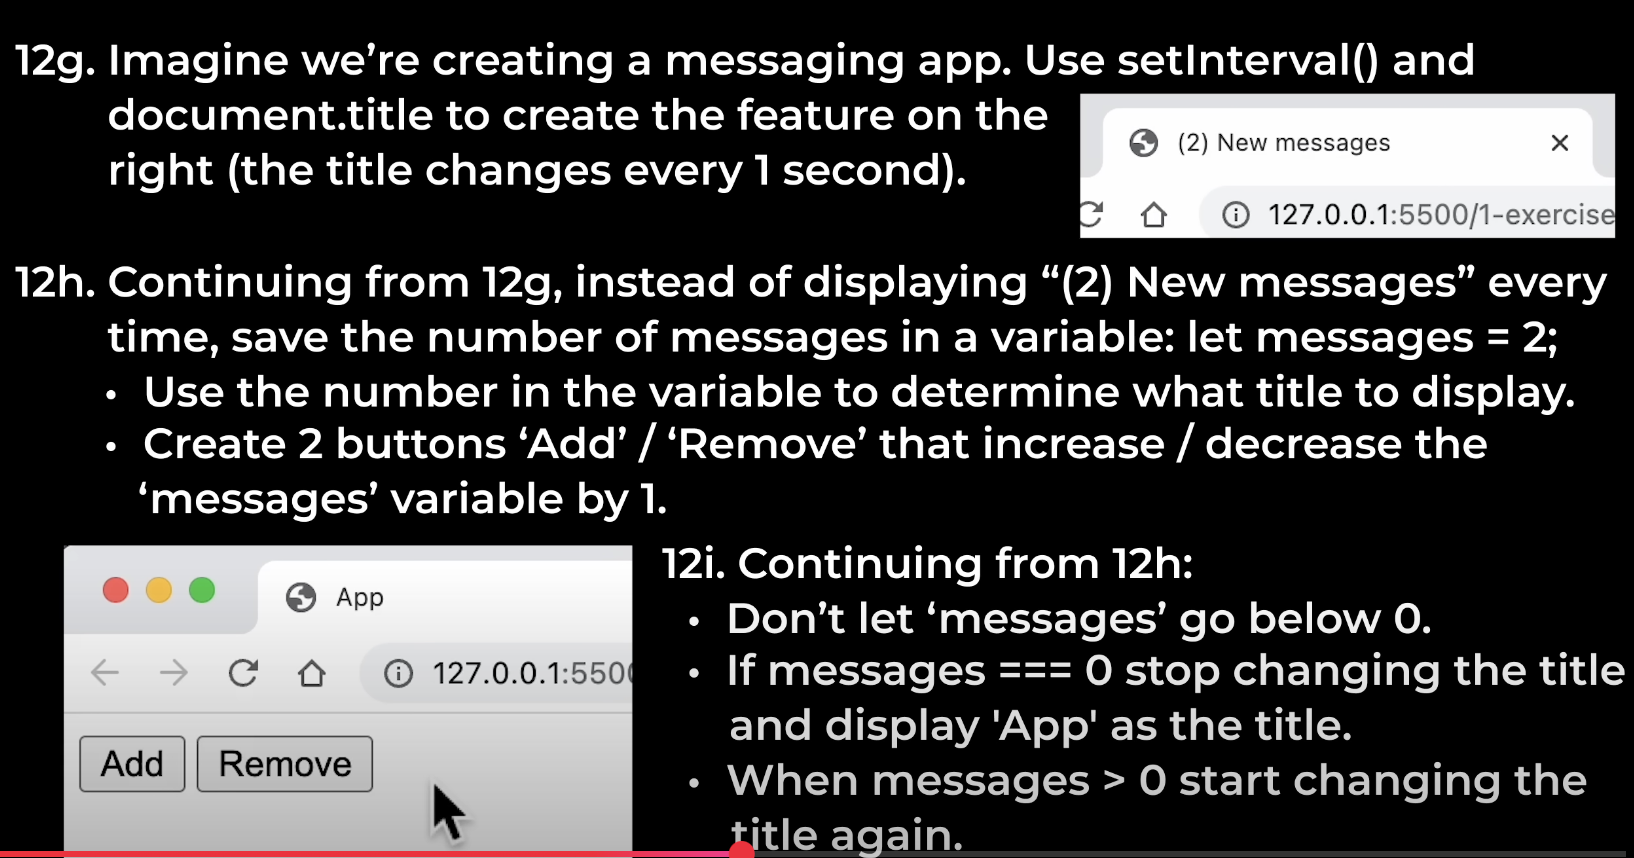 12g. Imagine we’re creating a messaging app. Use setInterval() and
document.title to create the feature on the
right (the title changes every 1 second).
(2) New messages
127.0.0.1:5500/1-exercise
12h. Continuing from 12g, instead of displaying “(2) New messages” every
time, save the number of messages in a variable: let messages = 2;
• Use the number in the variable to determine what title to display.
• Create 2 buttons ‘Add’ / ‘Remove’ that increase / decrease the
‘messages’ variable by 1.
App
127.0.0.1:550
Add Remove
12i. Continuing from 12h:
• Don’t let ‘messages’ go below 0.
• If messages === 0 stop changing the title
and display 'App' as the title.
• When messages > 0 start changing the
title again.